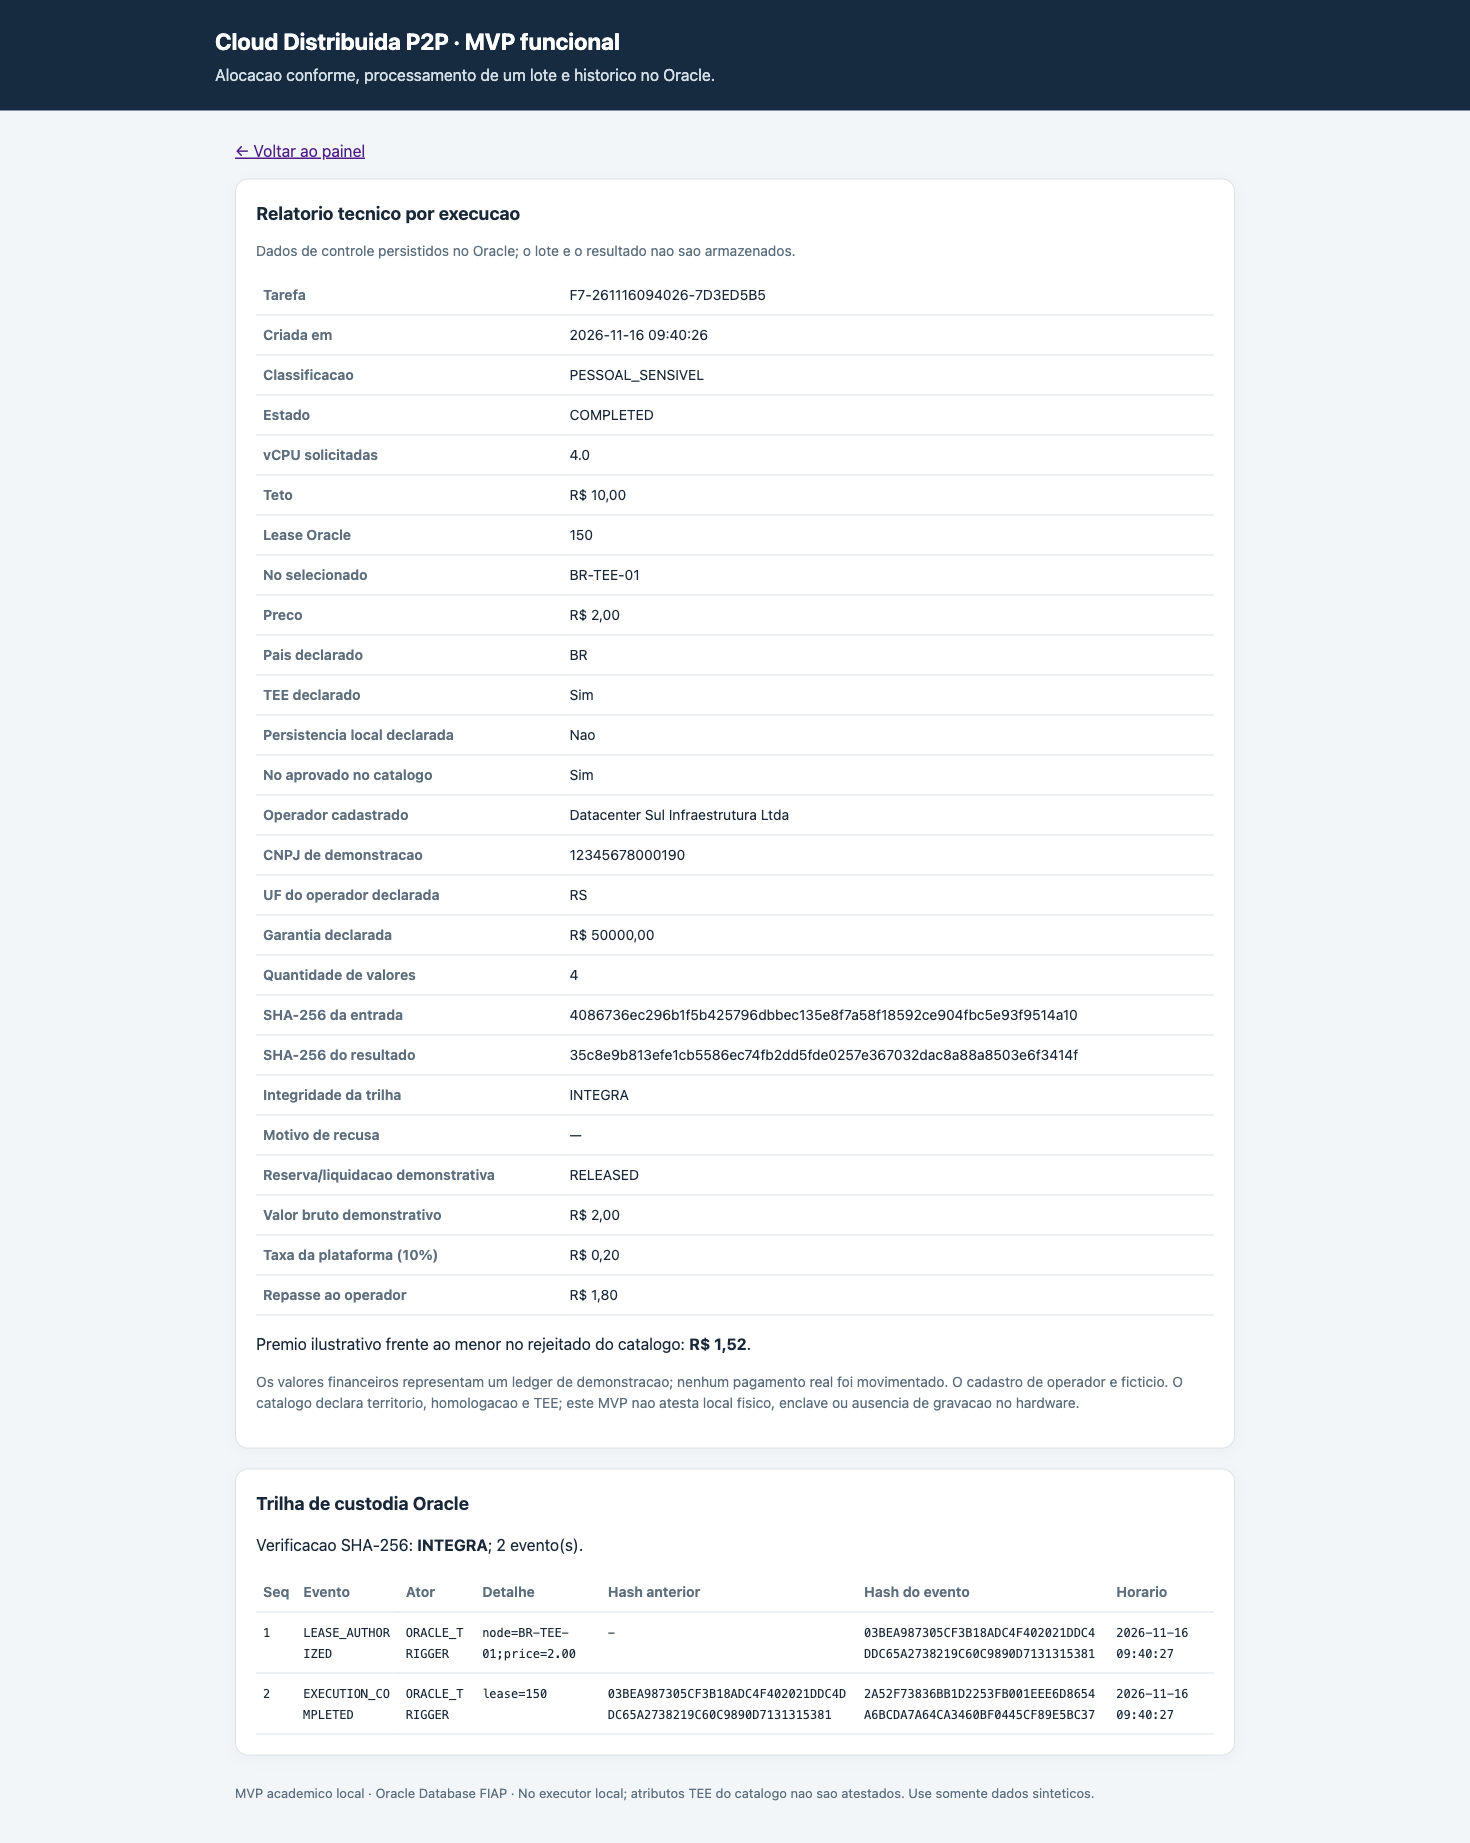 Cloud Distribuida P2P · MVP funcional
Alocacao conforme, processamento de um lote e historico no Oracle.
← Voltar ao painel
Relatorio tecnico por execucao
Dados de controle persistidos no Oracle; o lote e o resultado nao sao armazenados.
Tarefa F7-261116094026-7D3ED5B5
Criada em 2026-11-16 09:40:26
Classificacao PESSOAL_SENSIVEL
Estado COMPLETED
vCPU solicitadas 4.0
Teto R$ 10,00
Lease Oracle 150
No selecionado BR-TEE-01
Preco R$ 2,00
Pais declarado BR
TEE declarado Sim
Persistencia local declarada Nao
No aprovado no catalogo Sim
Operador cadastrado Datacenter Sul Infraestrutura Ltda
CNPJ de demonstracao 12345678000190
UF do operador declarada RS
Garantia declarada R$ 50000,00
Quantidade de valores 4
SHA-256 da entrada 4086736ec296b1f5b425796dbbec135e8f7a58f18592ce904fbc5e93f9514a10
SHA-256 do resultado 35c8e9b813efe1cb5586ec74fb2dd5fde0257e367032dac8a88a8503e6f3414f
Integridade da trilha INTEGRA
Motivo de recusa —
Reserva/liquidacao demonstrativa RELEASED
Valor bruto demonstrativo R$ 2,00
Taxa da plataforma (10%) R$ 0,20
Repasse ao operador R$ 1,80
Premio ilustrativo frente ao menor no rejeitado do catalogo: R$ 1,52.
Os valores financeiros representam um ledger de demonstracao; nenhum pagamento real foi movimentado. O cadastro de operador e ficticio. O
catalogo declara territorio, homologacao e TEE; este MVP nao atesta local fisico, enclave ou ausencia de gravacao no hardware.
Trilha de custodia Oracle
Verificacao SHA-256: INTEGRA; 2 evento(s).
Seq Evento Ator Detalhe Hash anterior Hash do evento Horario
1 LEASE_AUTHOR ORACLE_T node=BR-TEE- – 03BEA987305CF3B18ADC4F402021DDC4 2026-11-16
IZED RIGGER 01;price=2.00 DDC65A2738219C60C9890D7131315381 09:40:27
2 EXECUTION_CO ORACLE_T lease=150 03BEA987305CF3B18ADC4F402021DDC4D 2A52F73836BB1D2253FB001EEE6D8654 2026-11-16
MPLETED RIGGER DC65A2738219C60C9890D7131315381 A6BCDA7A64CA3460BF0445CF89E5BC37 09:40:27
MVP academico local · Oracle Database FIAP · No executor local; atributos TEE do catalogo nao sao atestados. Use somente dados sinteticos.